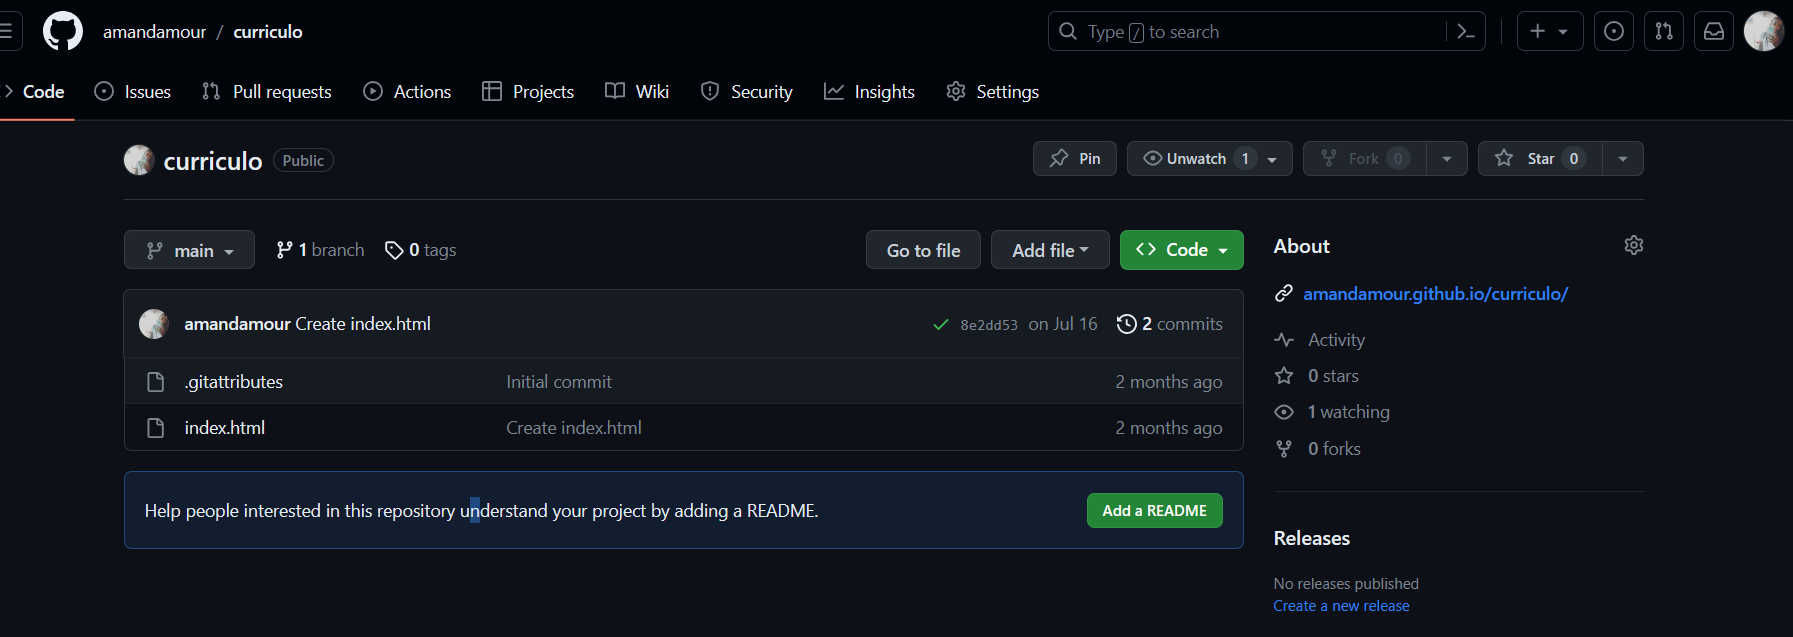 amandamour / curriculo
Type / to search
Code Issues Pull requests Actions Projects Wiki Security Insights Settings
curriculo Public
Pin Unwatch 1 Fork 0 Star 0
main 1 branch 0 tags
Go to file Add file Code
amandamour Create index.html 8e2dd53 on Jul 16 2 commits
.gitattributes Initial commit 2 months ago
index.html Create index.html 2 months ago
Help people interested in this repository understand your project by adding a README.
Add a README
About
amandamour.github.io/curriculo/
Activity
0 stars
1 watching
0 forks
Releases
No releases published
Create a new release